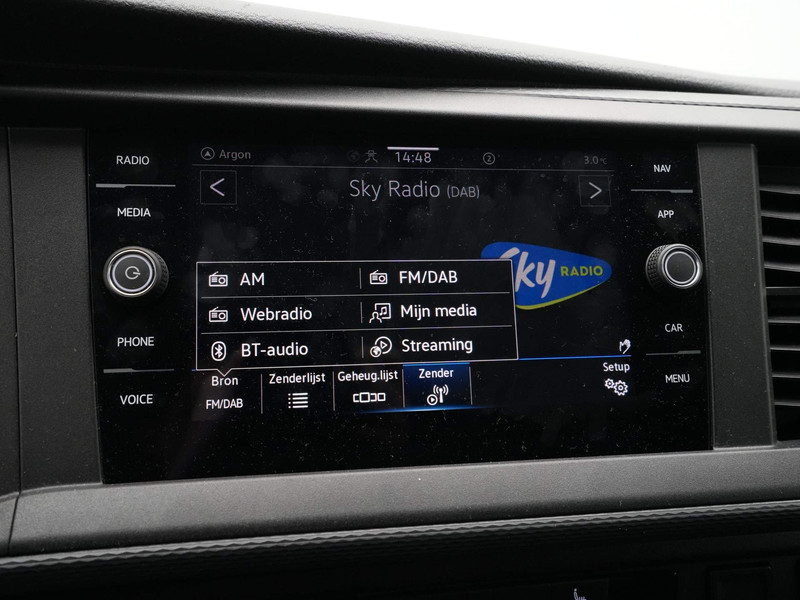 RADIO
MEDIA
PHONE
VOICE
Argon
14:48
2
3.0°C
Sky Radio (DAB)
Sky RADIO
AM
FM/DAB
Webradio
Mijn media
BT-audio
Streaming
Bron
FM/DAB
Zenderlijst
Geheug.lijst
Zender
Setup
NAV
APP
CAR
MENU